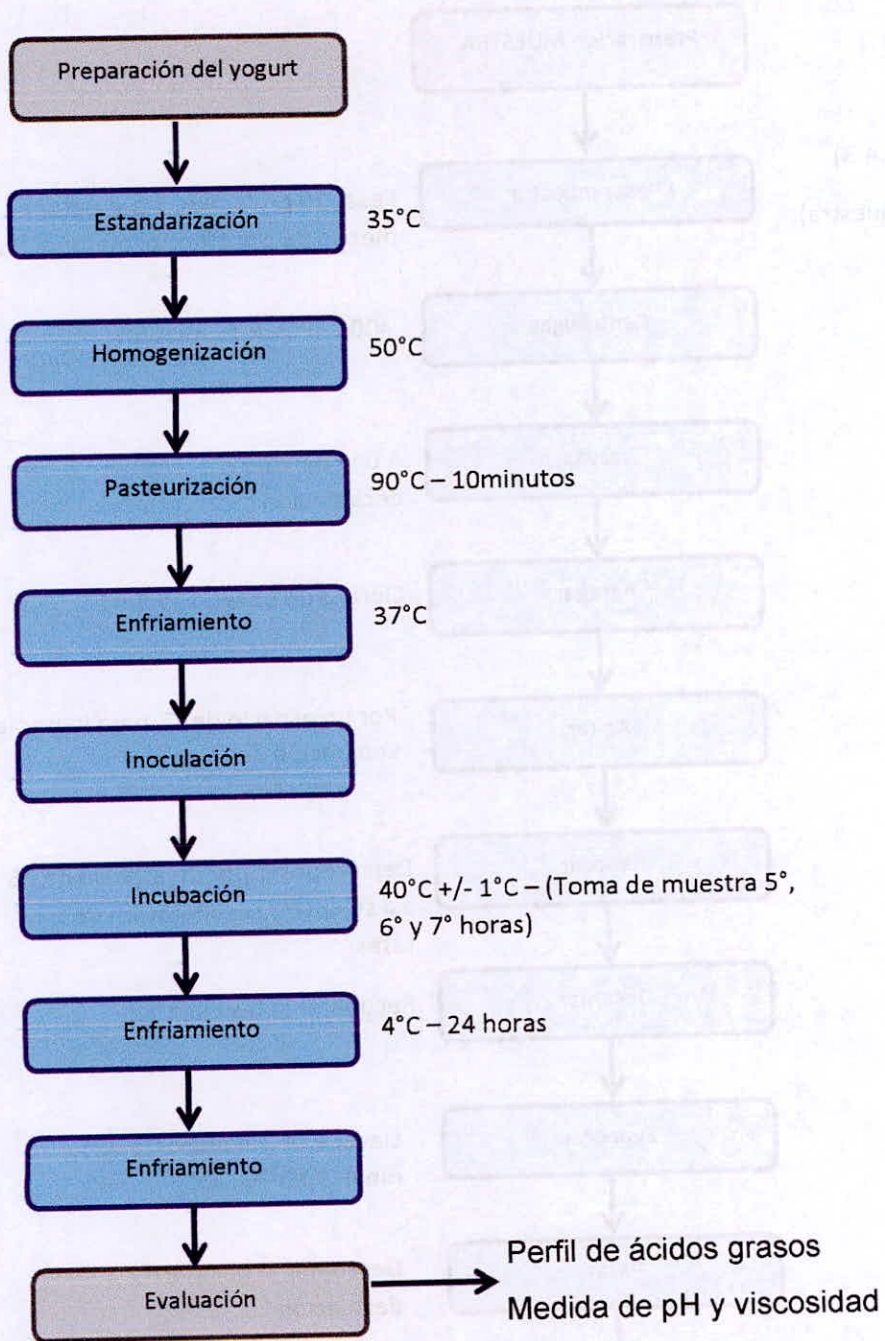 Preparación del yogurt
Estandarización
35°C
Homogenización
50°C
Pasteurización
90°C – 10minutos
Enfriamiento
37°C
Inoculación
Incubación
40°C +/- 1°C – (Toma de muestra 5°,
6° y 7° horas)
Enfriamiento
4°C – 24 horas
Enfriamiento
Evaluación
Perfil de ácidos grasos
Medida de pH y viscosidad